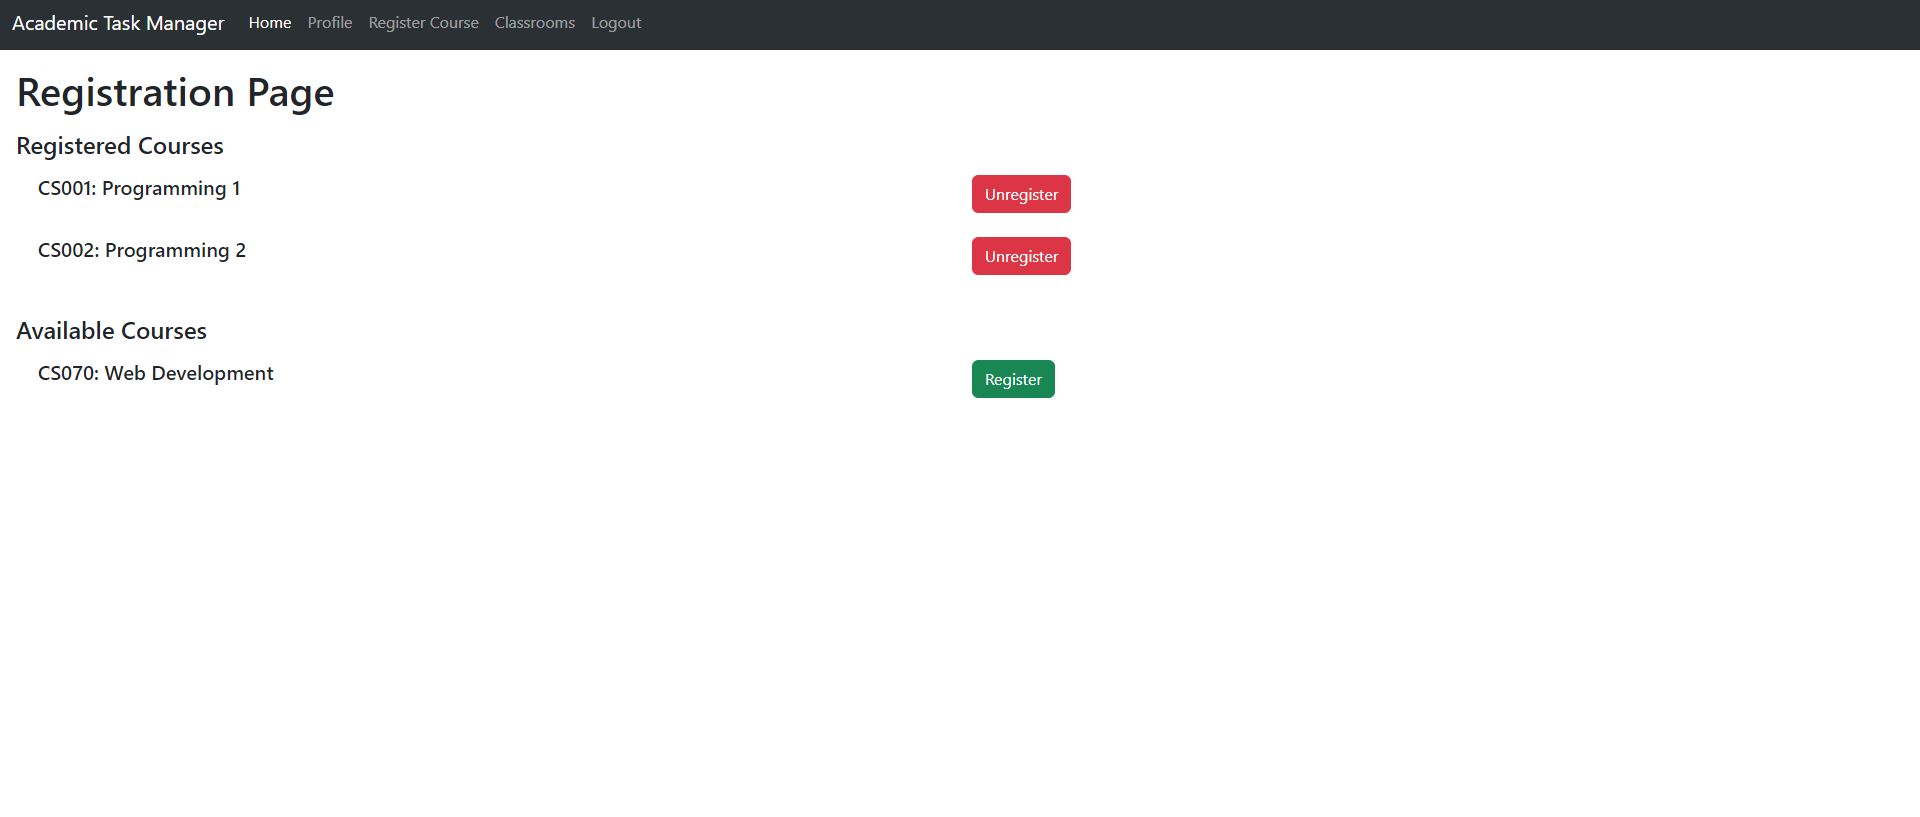 Academic Task Manager Home Profile Register Course Classrooms Logout
Registration Page
Registered Courses
CS001: Programming 1 Unregister
CS002: Programming 2 Unregister
Available Courses
CS070: Web Development Register